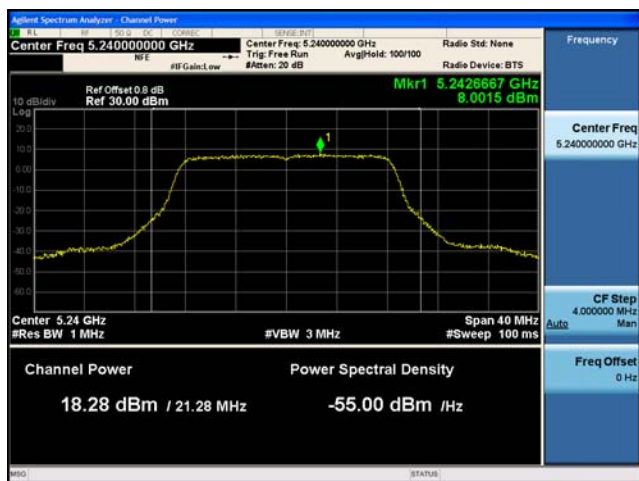 Agilent Spectrum Analyzer - Channel Power
RL RF 50 Ω DC CORREC SENSE:INT
Center Freq 5.240000000 GHz
NFE
#IFGain:Low
Center Freq: 5.240000000 GHz
Trig: Free Run Avg|Hold: 100/100
#Atten: 20 dB
Radio Std: None
Radio Device: BTS
Ref Offset 0.8 dB
10 dB/div Ref 30.00 dBm
Log
Mkr1 5.2426667 GHz
8.0015 dBm
20.0
10.0
0.00
-10.0
-20.0
-30.0
-40.0
-50.0
-60.0
1
Center 5.24 GHz Span 40 MHz
#Res BW 1 MHz #VBW 3 MHz #Sweep 100 ms
Channel Power Power Spectral Density
18.28 dBm / 21.28 MHz -55.00 dBm /Hz
MSG STATUS
Frequency
Center Freq
5.240000000 GHz
CF Step
4.000000 MHz
Auto Man
Freq Offset
0 Hz